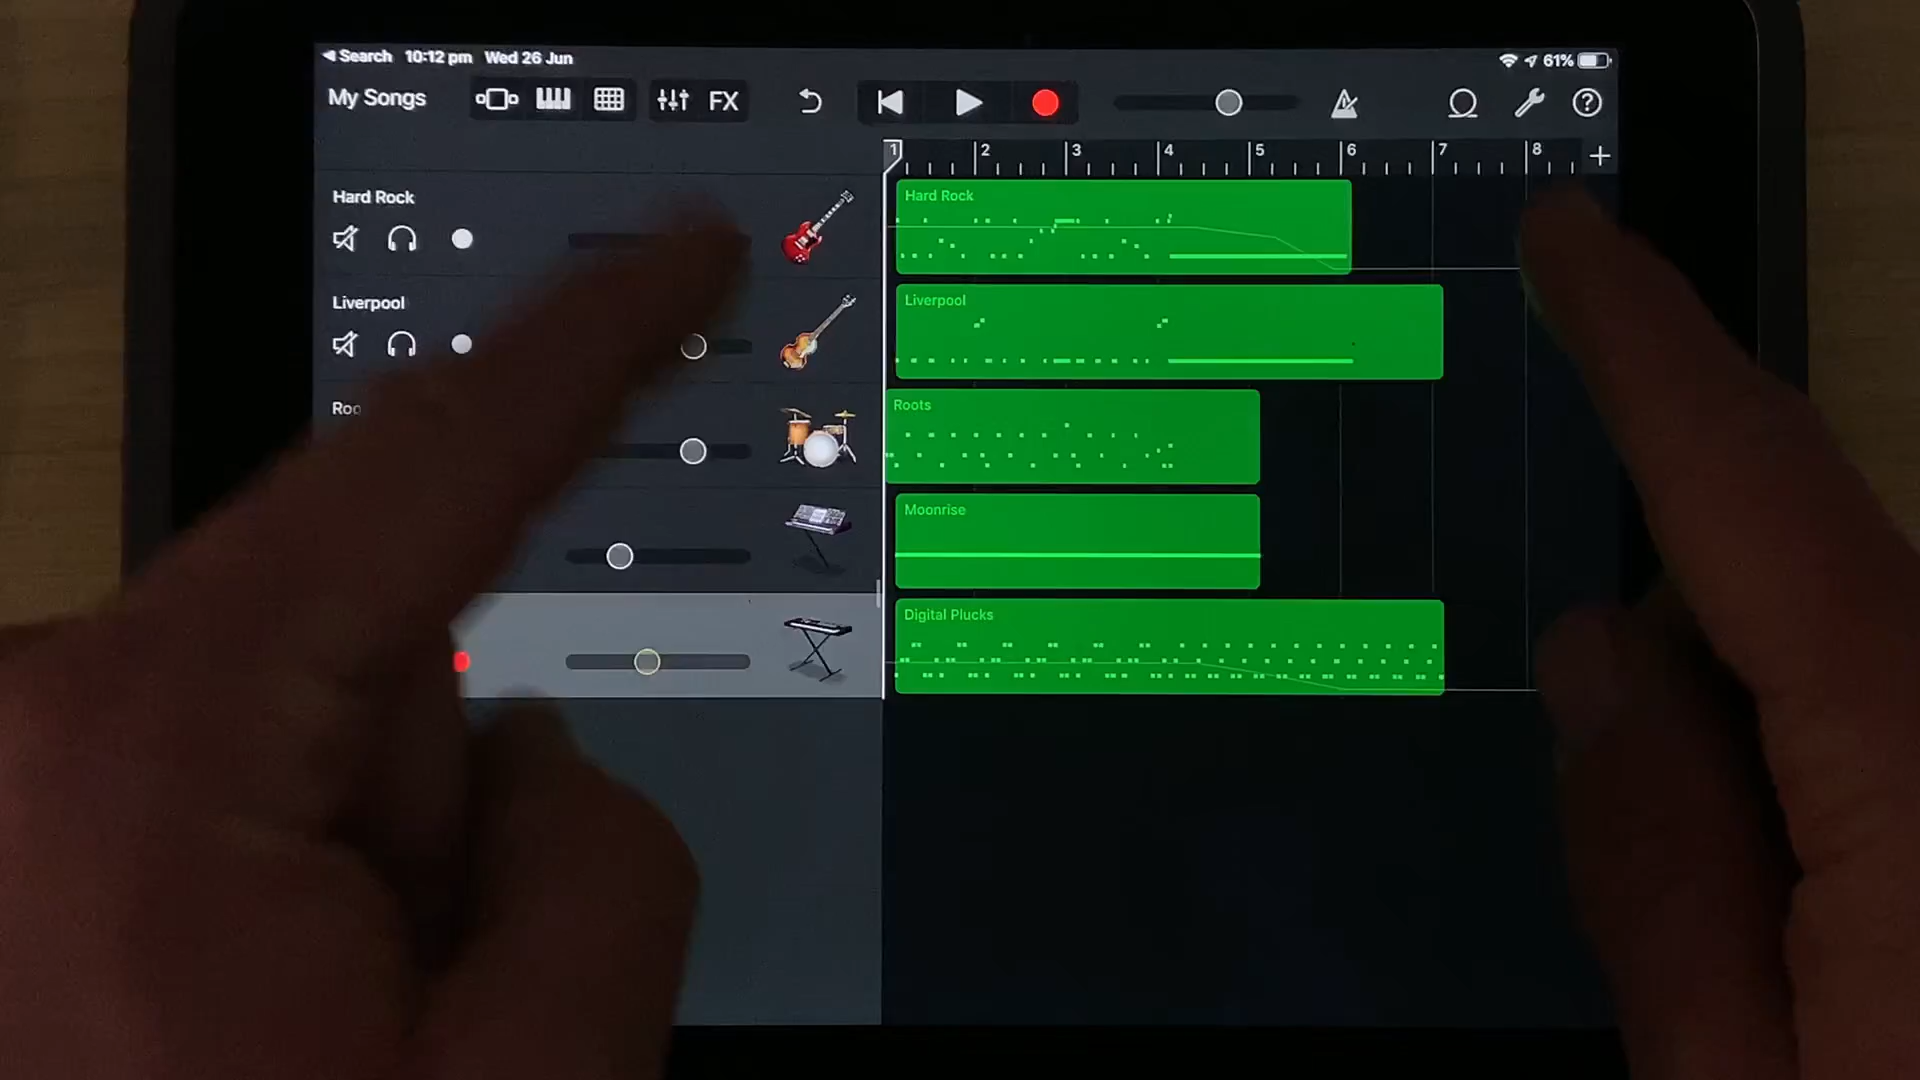 ◀ Search 10:12 pm Wed 26 Jun 61%
My Songs FX
1 2 3 4 5 6 7 8 +
Hard Rock
Hard Rock
Liverpool
Liverpool
Roots
Moonrise
Digital Plucks